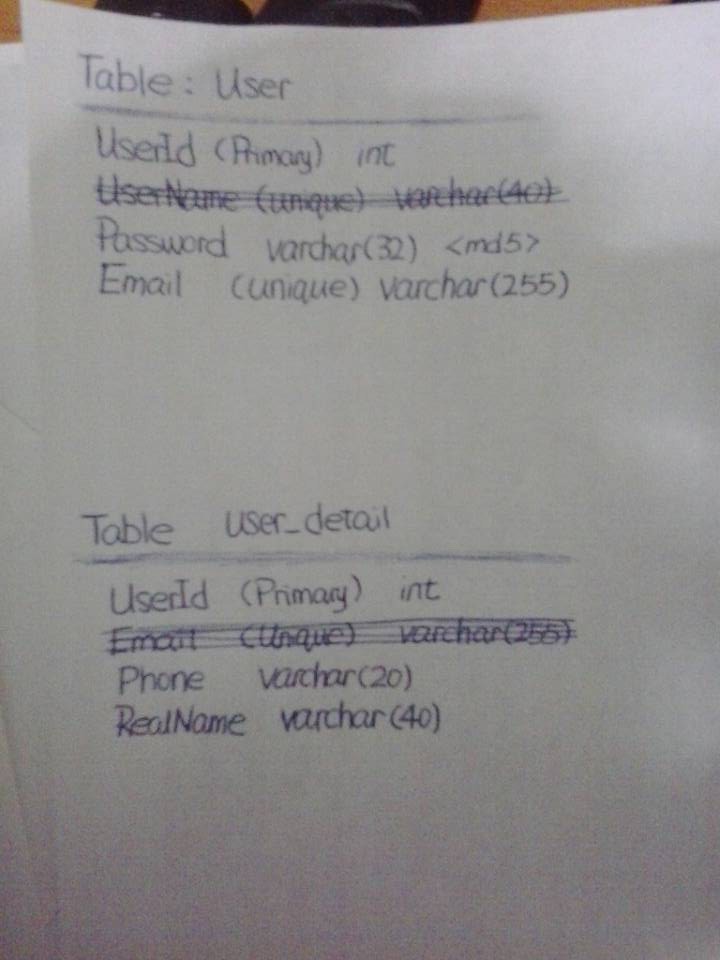 Table : User
UserId (Primary) int
UserName (unique) varchar(40)
Password varchar(32) <md5>
Email (unique) varchar(255)
Table user_detail
UserId (Primary) int
Email (Unique) varchar(255)
Phone varchar(20)
RealName varchar(40)